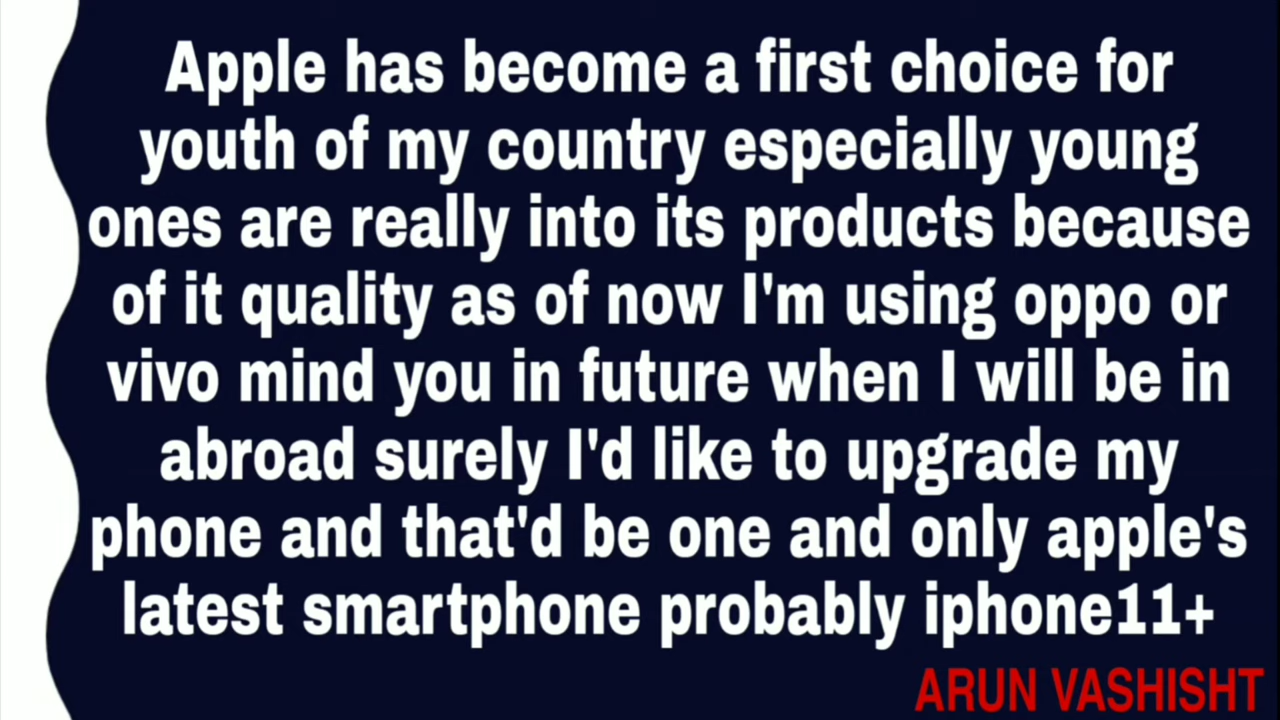 Apple has become a first choice for
youth of my country especially young
ones are really into its products because
of it quality as of now I'm using oppo or
vivo mind you in future when I will be in
abroad surely I'd like to upgrade my
phone and that'd be one and only apple's
latest smartphone probably iphone11+
ARUN VASHISHT